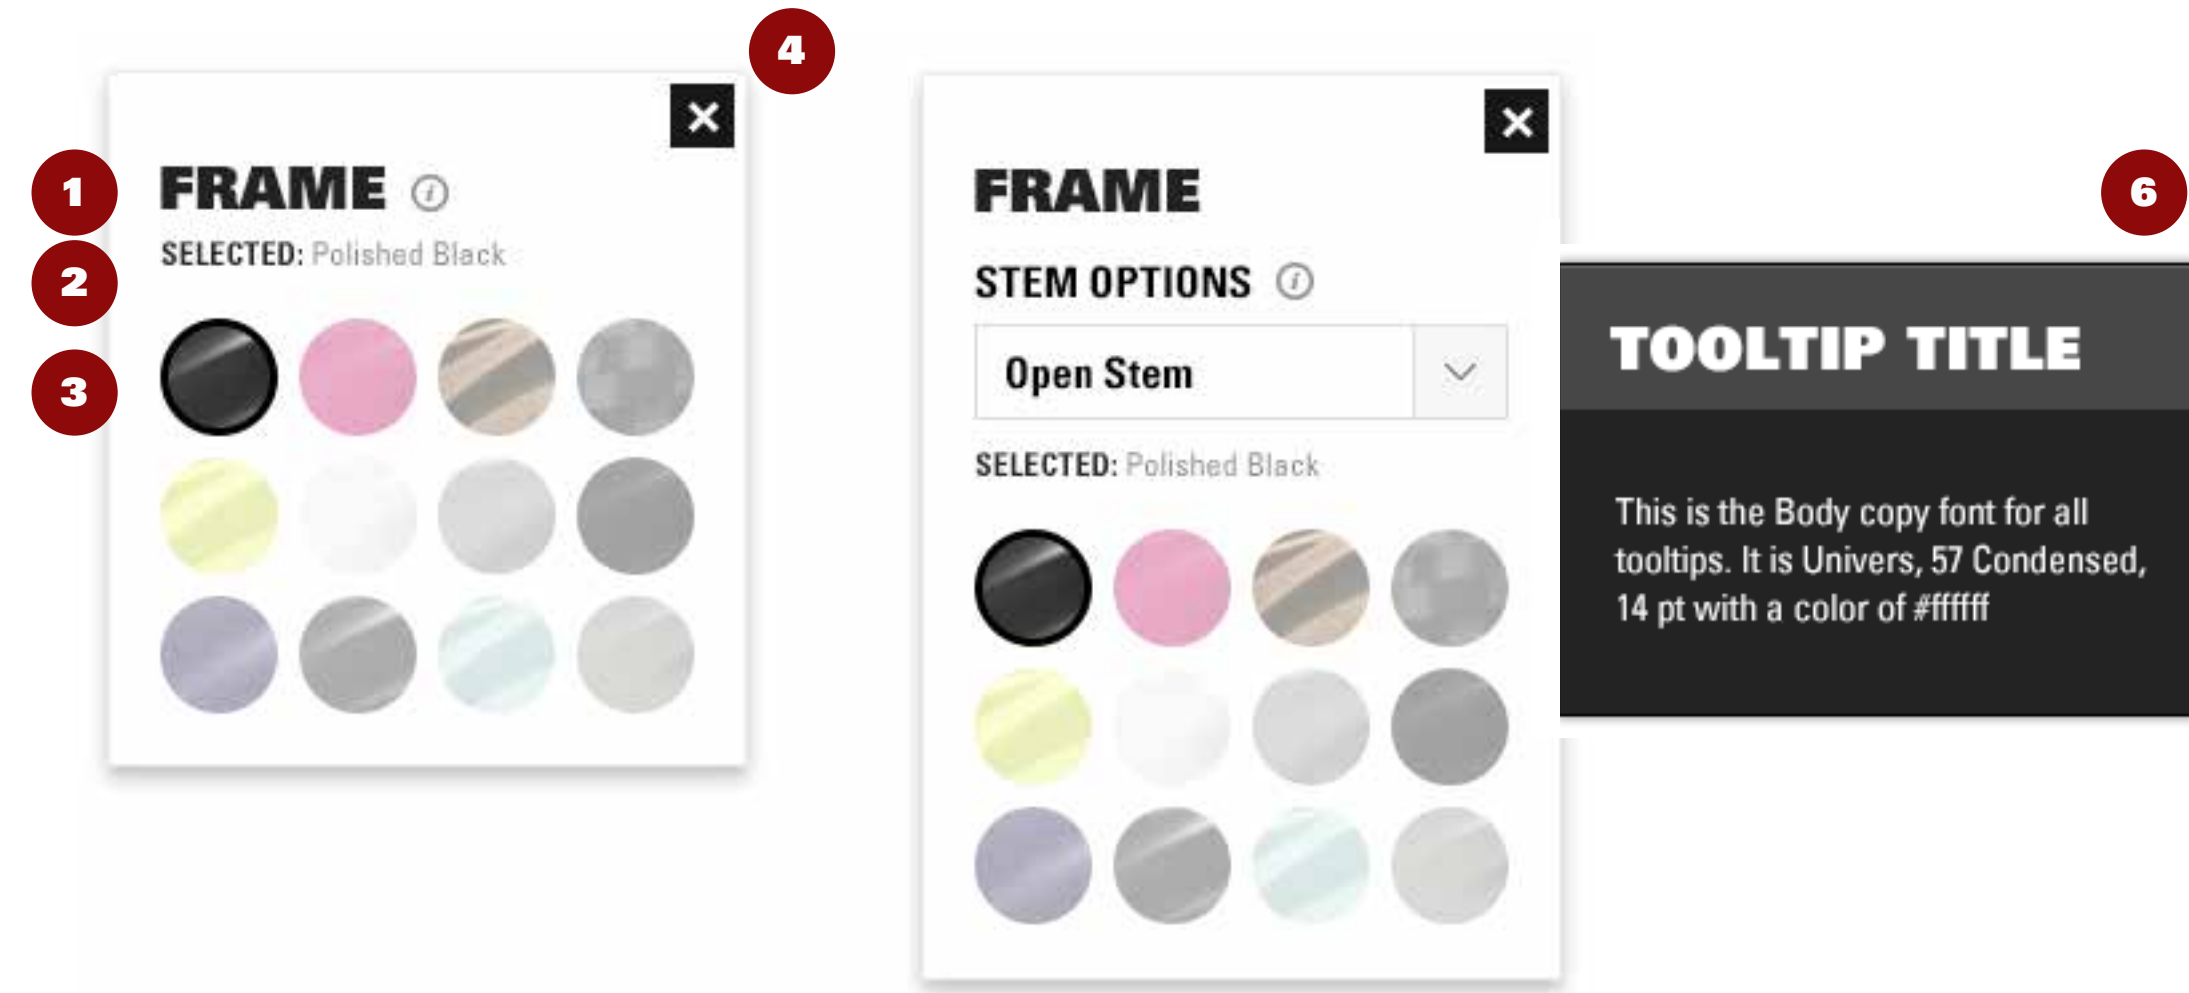 4
1
FRAME
2
SELECTED: Polished Black
3
FRAME
STEM OPTIONS
Open Stem
SELECTED: Polished Black
6
TOOLTIP TITLE
This is the Body copy font for all
tooltips. It is Univers, 57 Condensed,
14 pt with a color of #ffffff